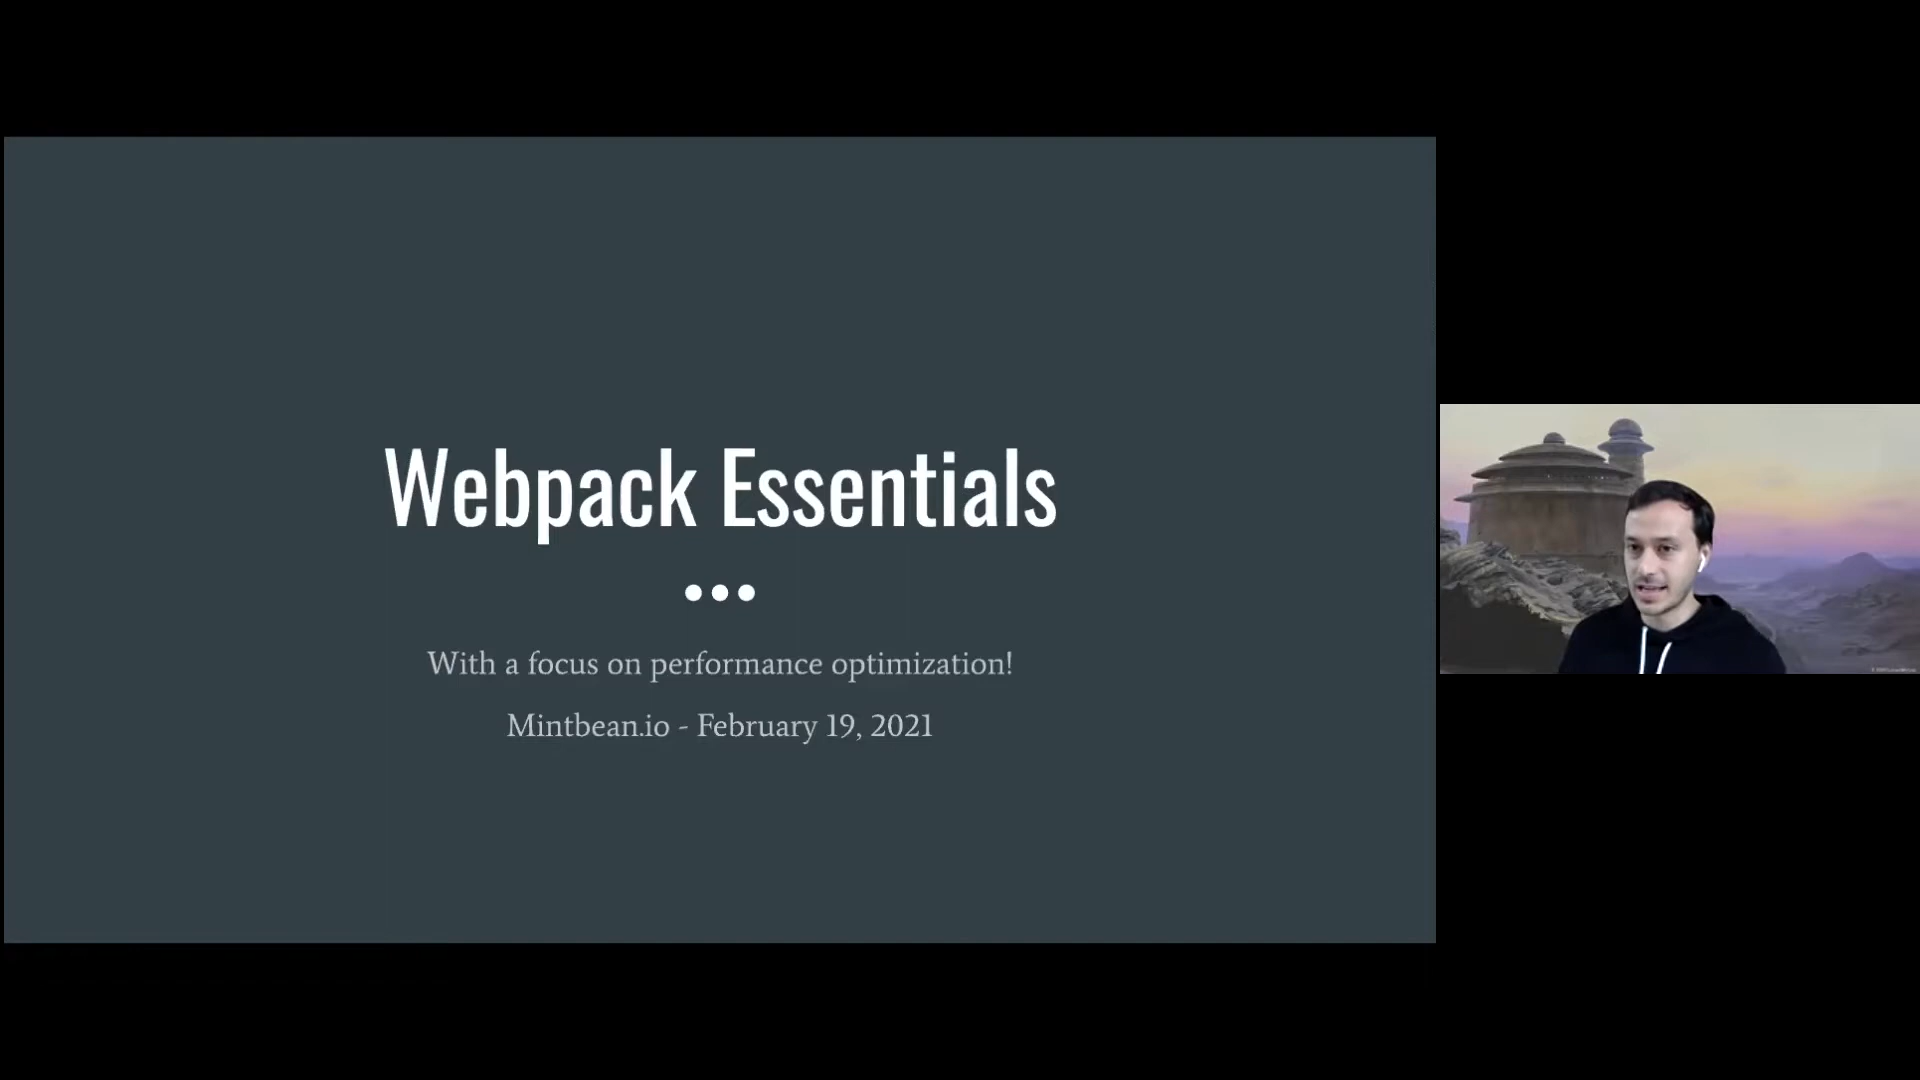 Webpack Essentials
With a focus on performance optimization!
Mintbean.io - February 19, 2021